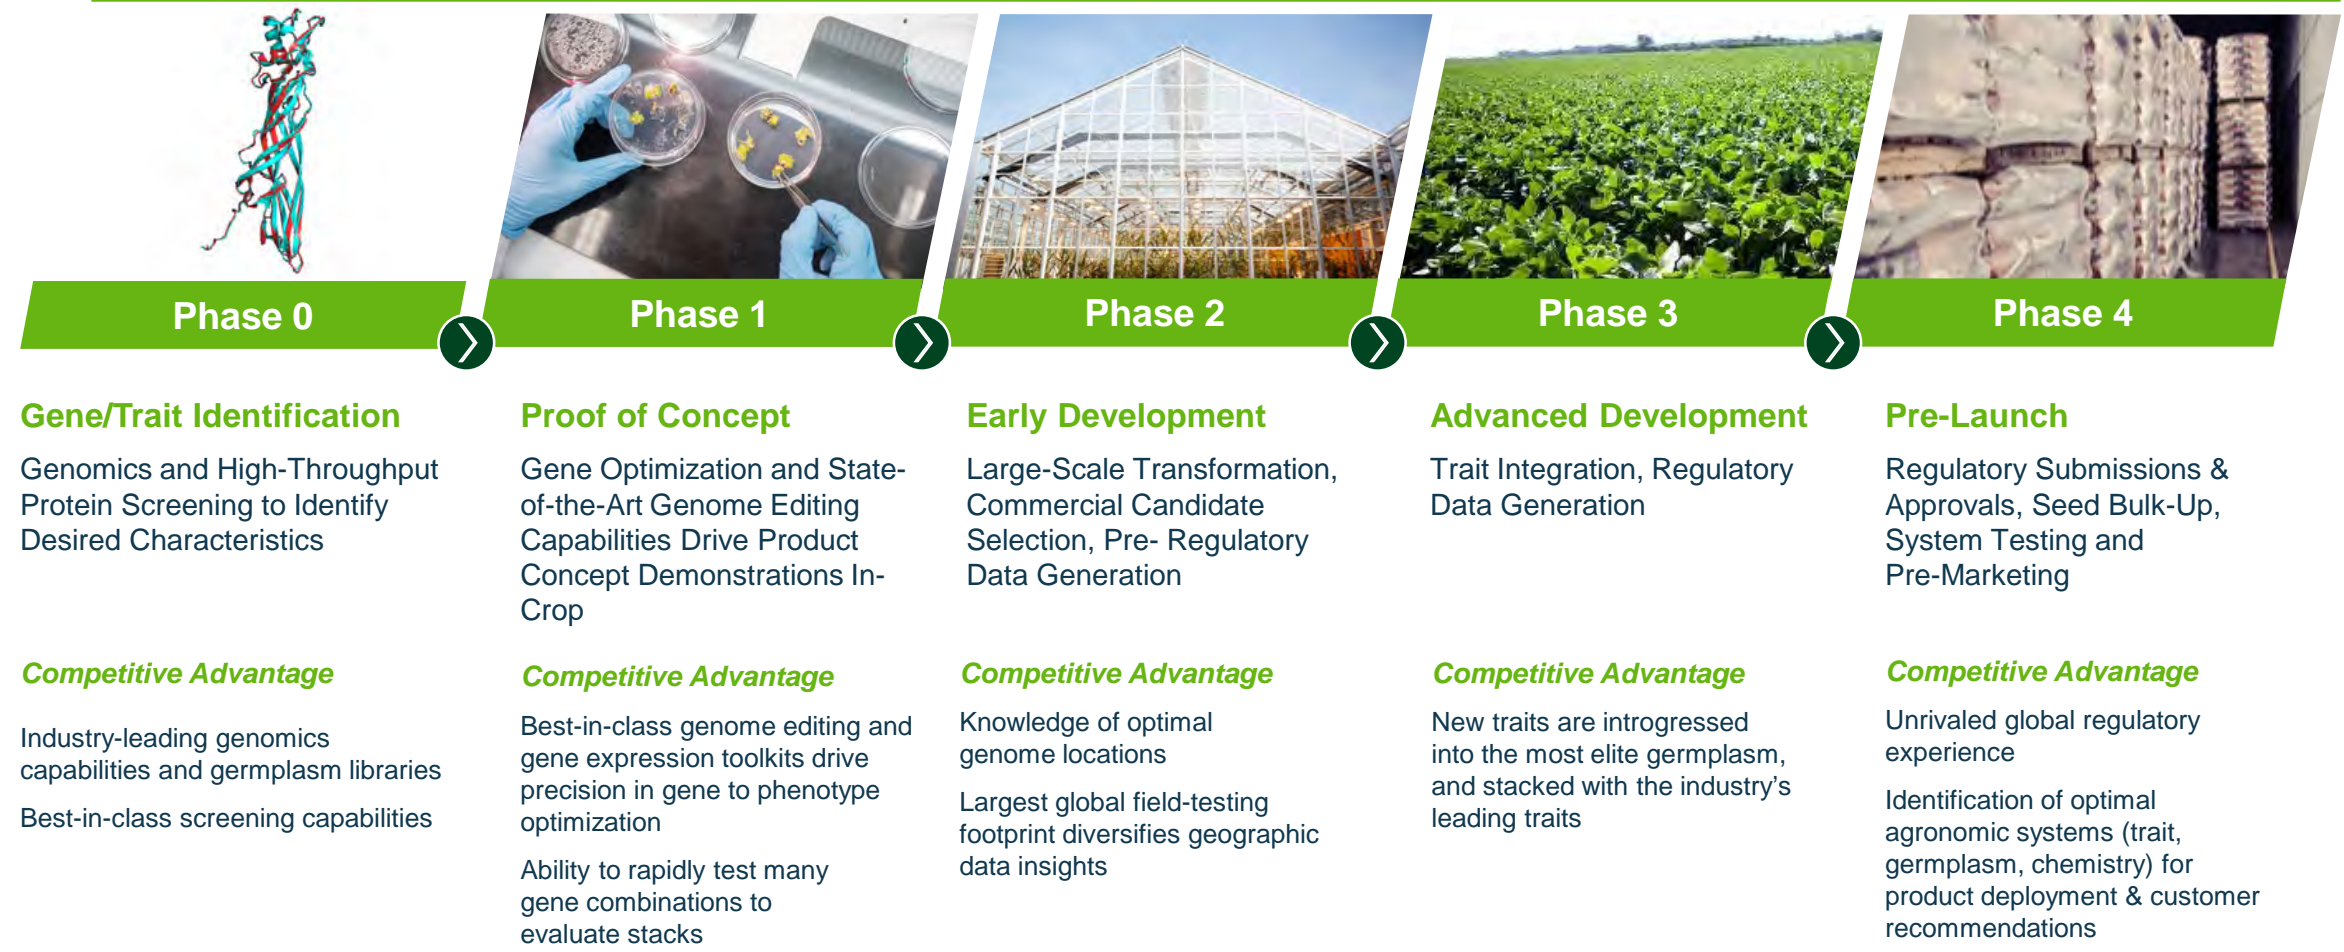 Phase 0
Phase 1
Phase 2
Phase 3
Phase 4
Gene/Trait Identification
Genomics and High-Throughput
Protein Screening to Identify
Desired Characteristics
Competitive Advantage
Industry-leading genomics
capabilities and germplasm libraries
Best-in-class screening capabilities
Proof of Concept
Gene Optimization and State-
of-the-Art Genome Editing
Capabilities Drive Product
Concept Demonstrations In-
Crop
Competitive Advantage
Best-in-class genome editing and
gene expression toolkits drive
precision in gene to phenotype
optimization
Ability to rapidly test many
gene combinations to
evaluate stacks
Early Development
Large-Scale Transformation,
Commercial Candidate
Selection, Pre- Regulatory
Data Generation
Competitive Advantage
Knowledge of optimal
genome locations
Largest global field-testing
footprint diversifies geographic
data insights
Advanced Development
Trait Integration, Regulatory
Data Generation
Competitive Advantage
New traits are introgressed
into the most elite germplasm,
and stacked with the industry’s
leading traits
Pre-Launch
Regulatory Submissions &
Approvals, Seed Bulk-Up,
System Testing and
Pre-Marketing
Competitive Advantage
Unrivaled global regulatory
experience
Identification of optimal
agronomic systems (trait,
germplasm, chemistry) for
product deployment & customer
recommendations